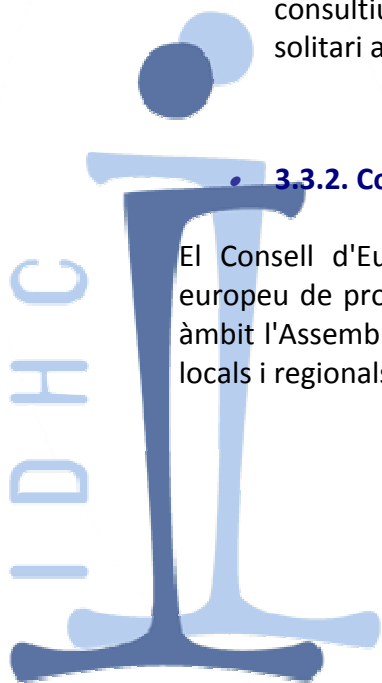 consultiu
solitari a
• 3.3.2. Co
El Consell d'Eu
europeu de pro
àmbit l'Assemb
locals i regionals
IDHC